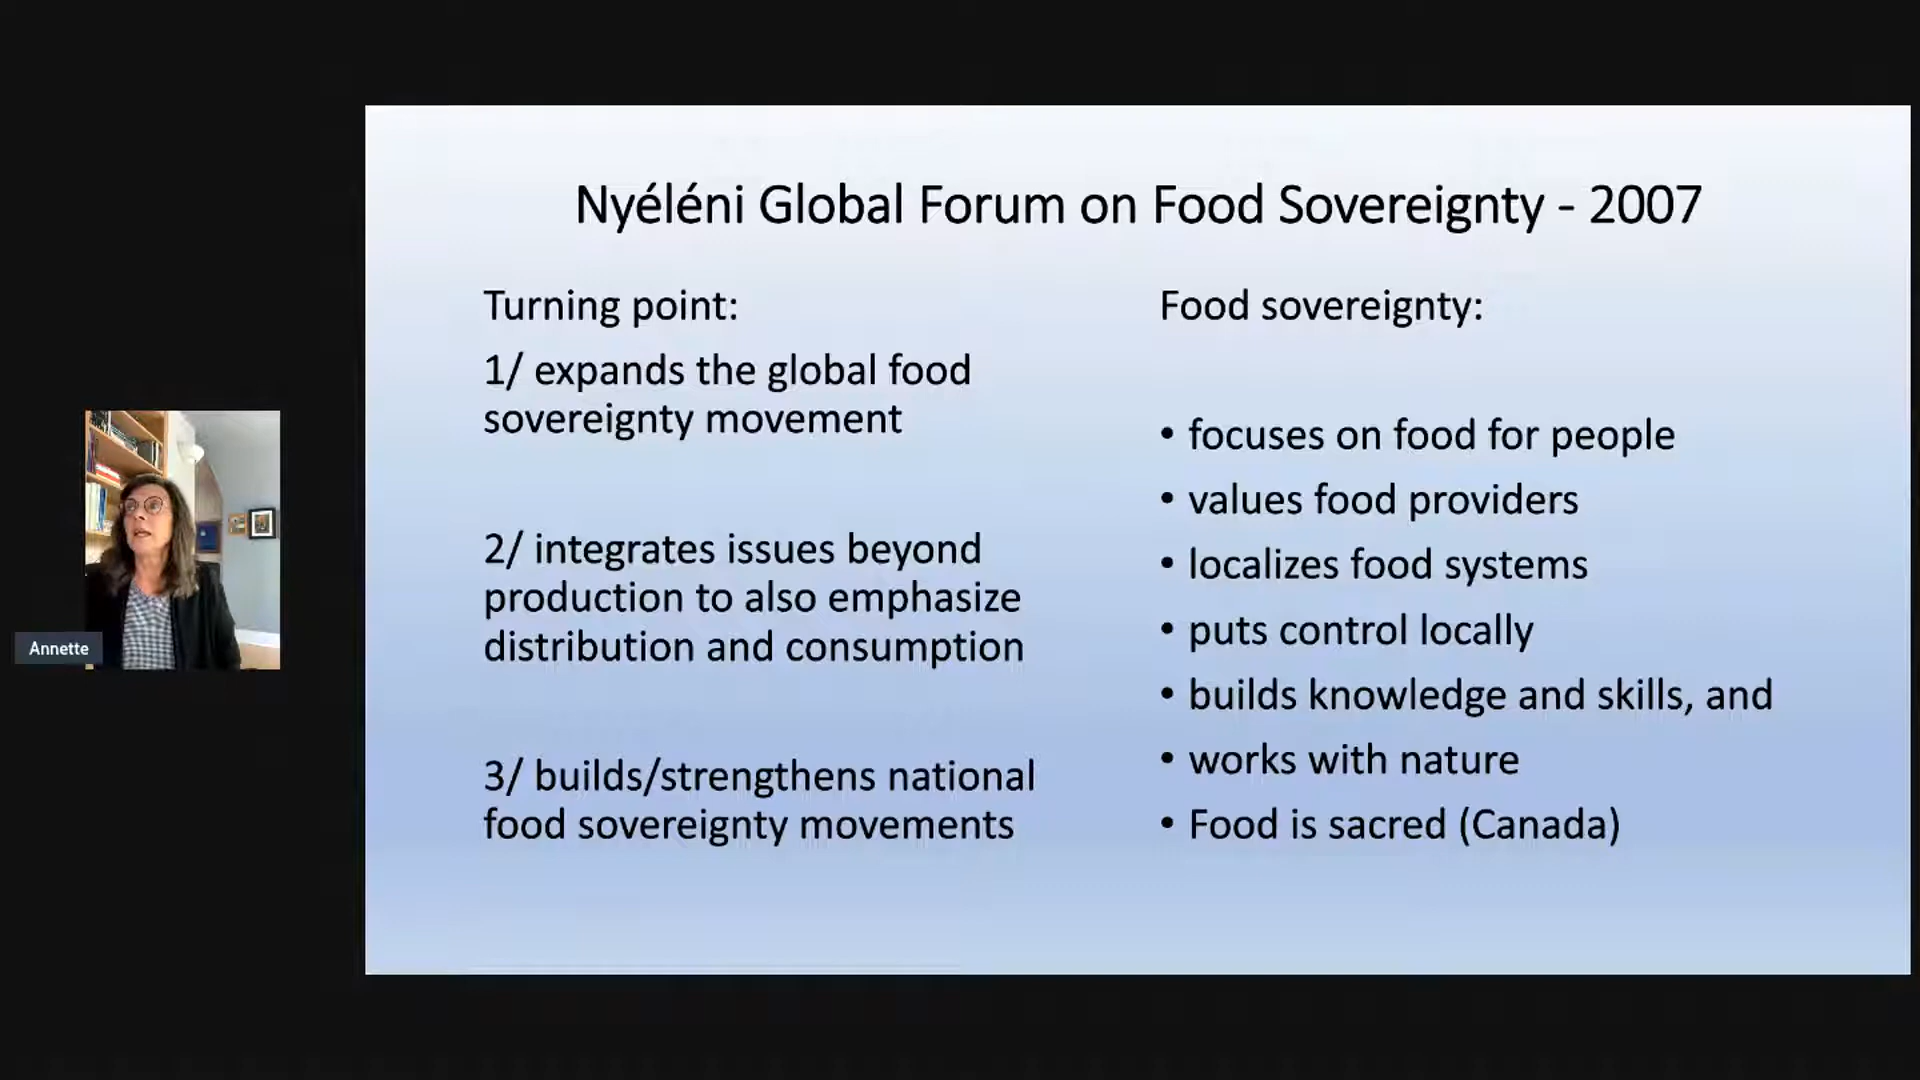 Nyéléni Global Forum on Food Sovereignty - 2007
Turning point:
1/ expands the global food
sovereignty movement
2/ integrates issues beyond
production to also emphasize
distribution and consumption
3/ builds/strengthens national
food sovereignty movements
Food sovereignty:
• focuses on food for people
• values food providers
• localizes food systems
• puts control locally
• builds knowledge and skills, and
• works with nature
• Food is sacred (Canada)
Annette